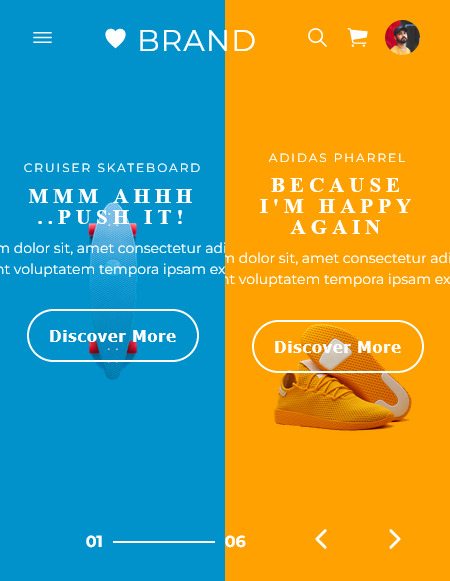 BRAND
CRUISER SKATEBOARD
MMM AHHH
..PUSH IT!
m dolor sit, amet consectetur adi
nt voluptatem tempora ipsam ex
Discover More
ADIDAS PHARREL
BECAUSE
I'M HAPPY
AGAIN
m dolor sit, amet consectetur adi
nt voluptatem tempora ipsam ex
Discover More
01
06